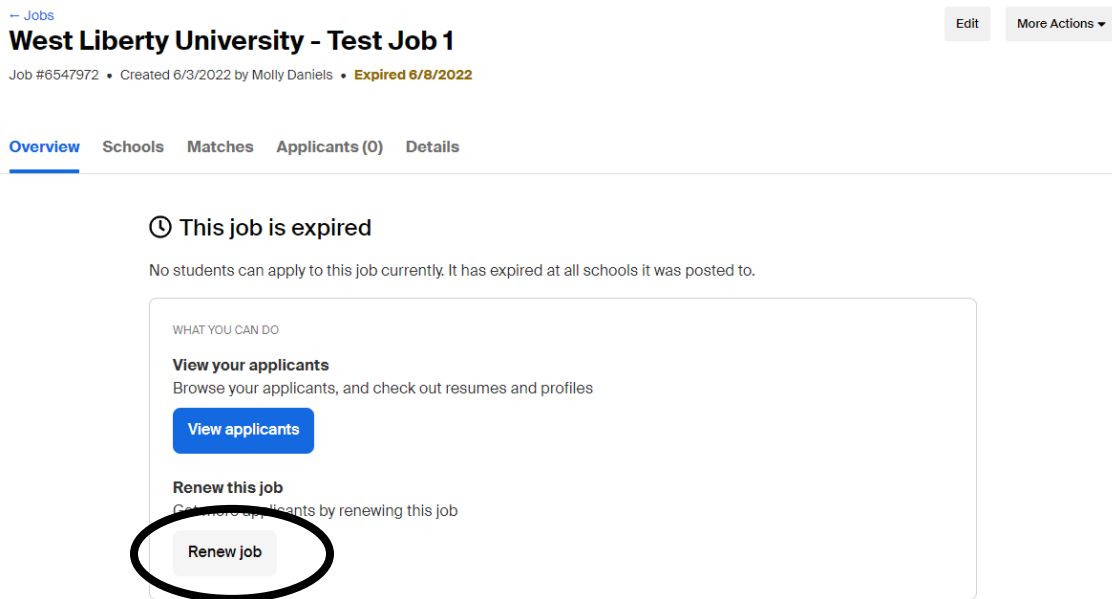 ← Jobs
West Liberty University - Test Job 1
Edit
More Actions
Job #6547972 • Created 6/3/2022 by Molly Daniels • Expired 6/8/2022
Overview Schools Matches Applicants (0) Details
This job is expired
No students can apply to this job currently. It has expired at all schools it was posted to.
WHAT YOU CAN DO
View your applicants
Browse your applicants, and check out resumes and profiles
View applicants
Renew this job
Get more applicants by renewing this job
Renew job